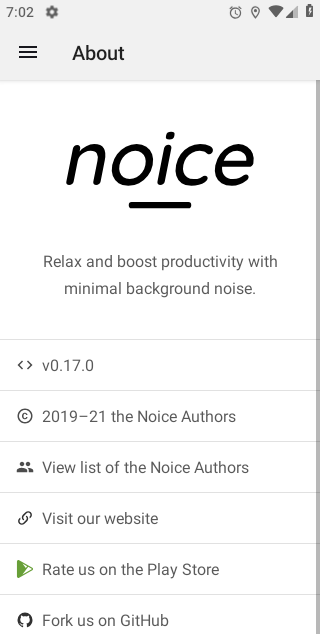 7:02
About
noice
Relax and boost productivity with
minimal background noise.
v0.17.0
2019–21 the Noice Authors
View list of the Noice Authors
Visit our website
Rate us on the Play Store
Fork us on GitHub